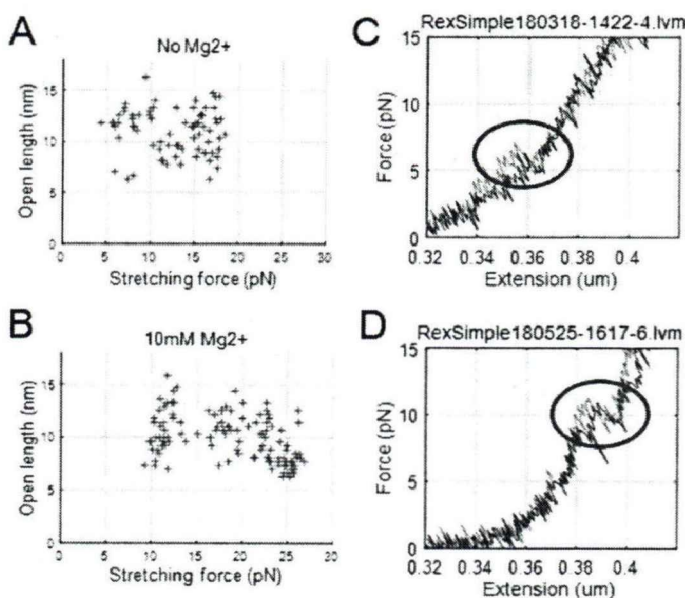 A
No Mg2+
Open length (nm)
15
10
5
0
0 5 10 15 20 25 30
Stretching force (pN)
B
10mM Mg2+
Open length (nm)
15
10
5
0
0 5 10 15 20 25 30
Stretching force (pN)
C
RexSimple180318-1422-4.lvm
Force (pN)
15
10
5
0
0.32 0.34 0.36 0.38 0.4
Extension (um)
D
RexSimple180525-1617-6.lvm
Force (pN)
15
10
5
0
0.32 0.34 0.36 0.38 0.4
Extension (um)